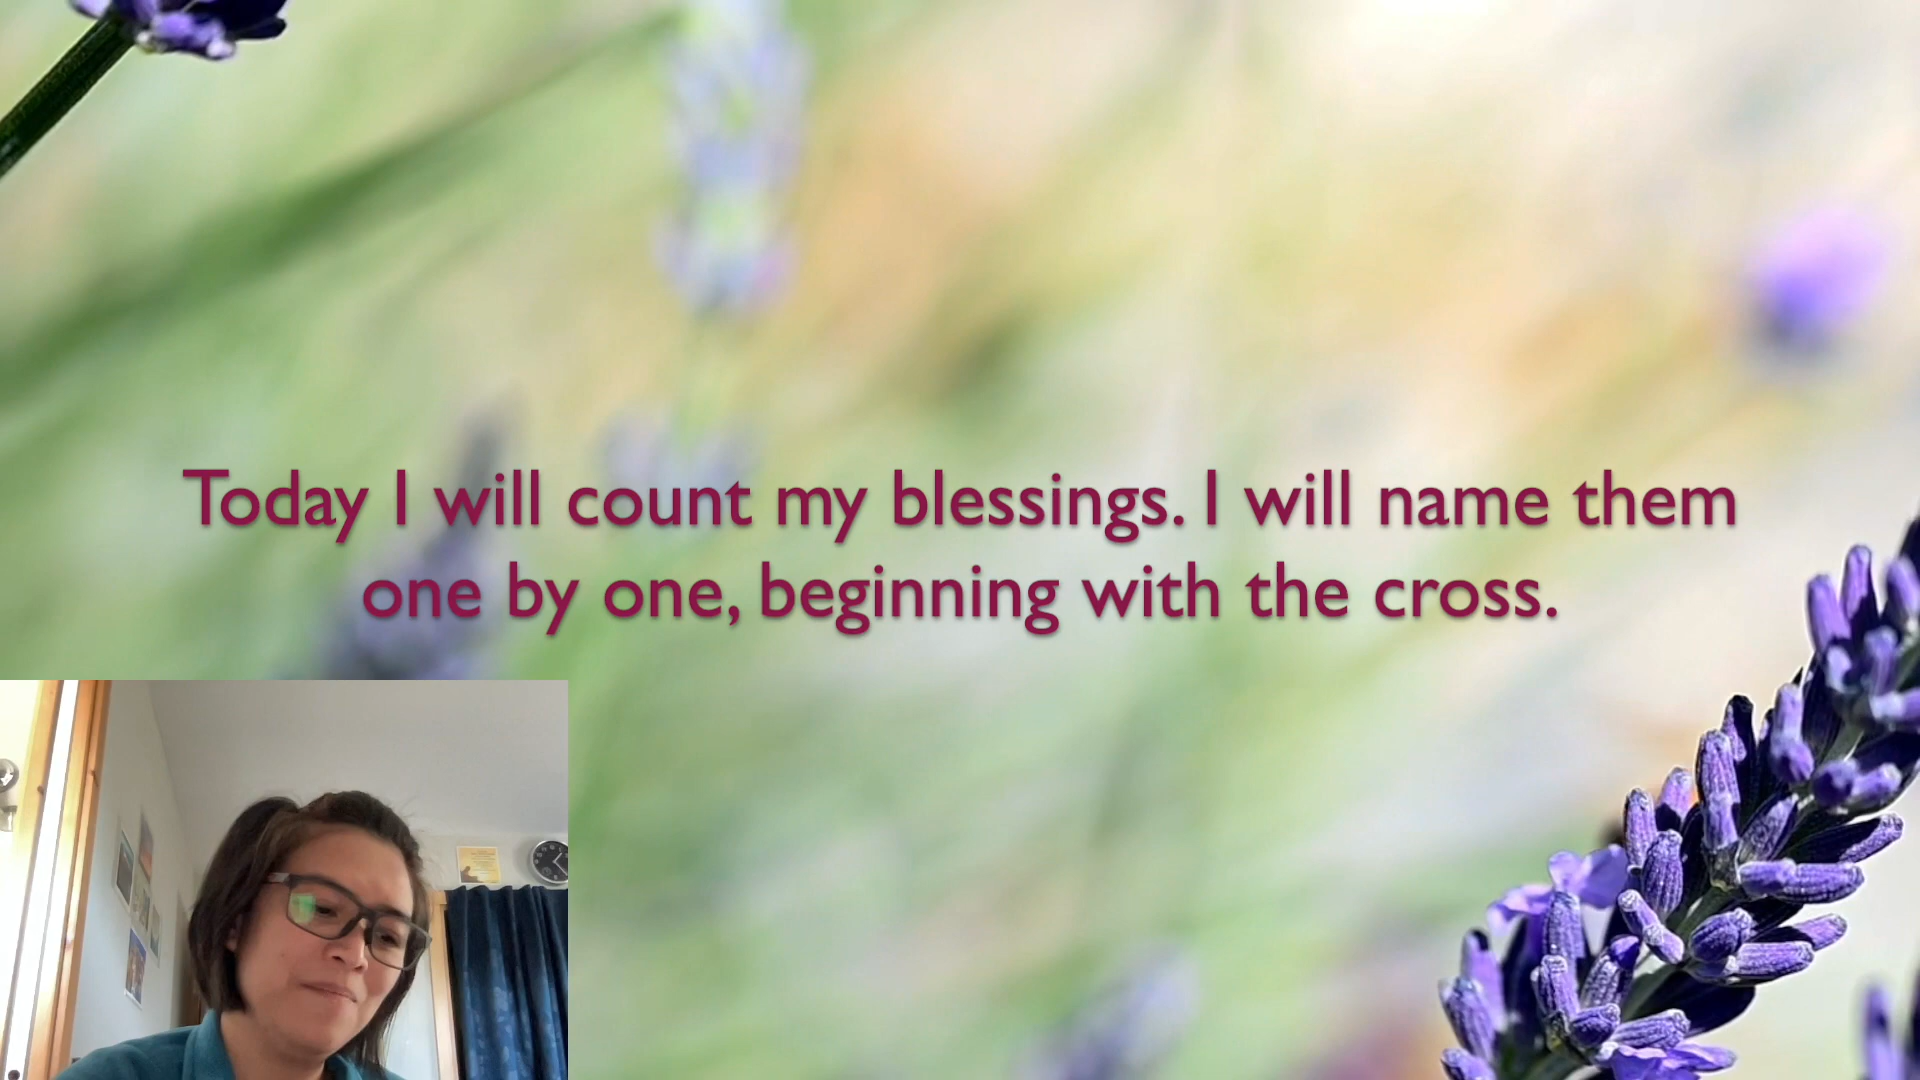 Today I will count my blessings. I will name them
one by one, beginning with the cross.